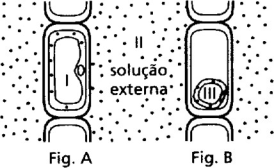 I
II
solução
externa
III
Fig. A
Fig. B